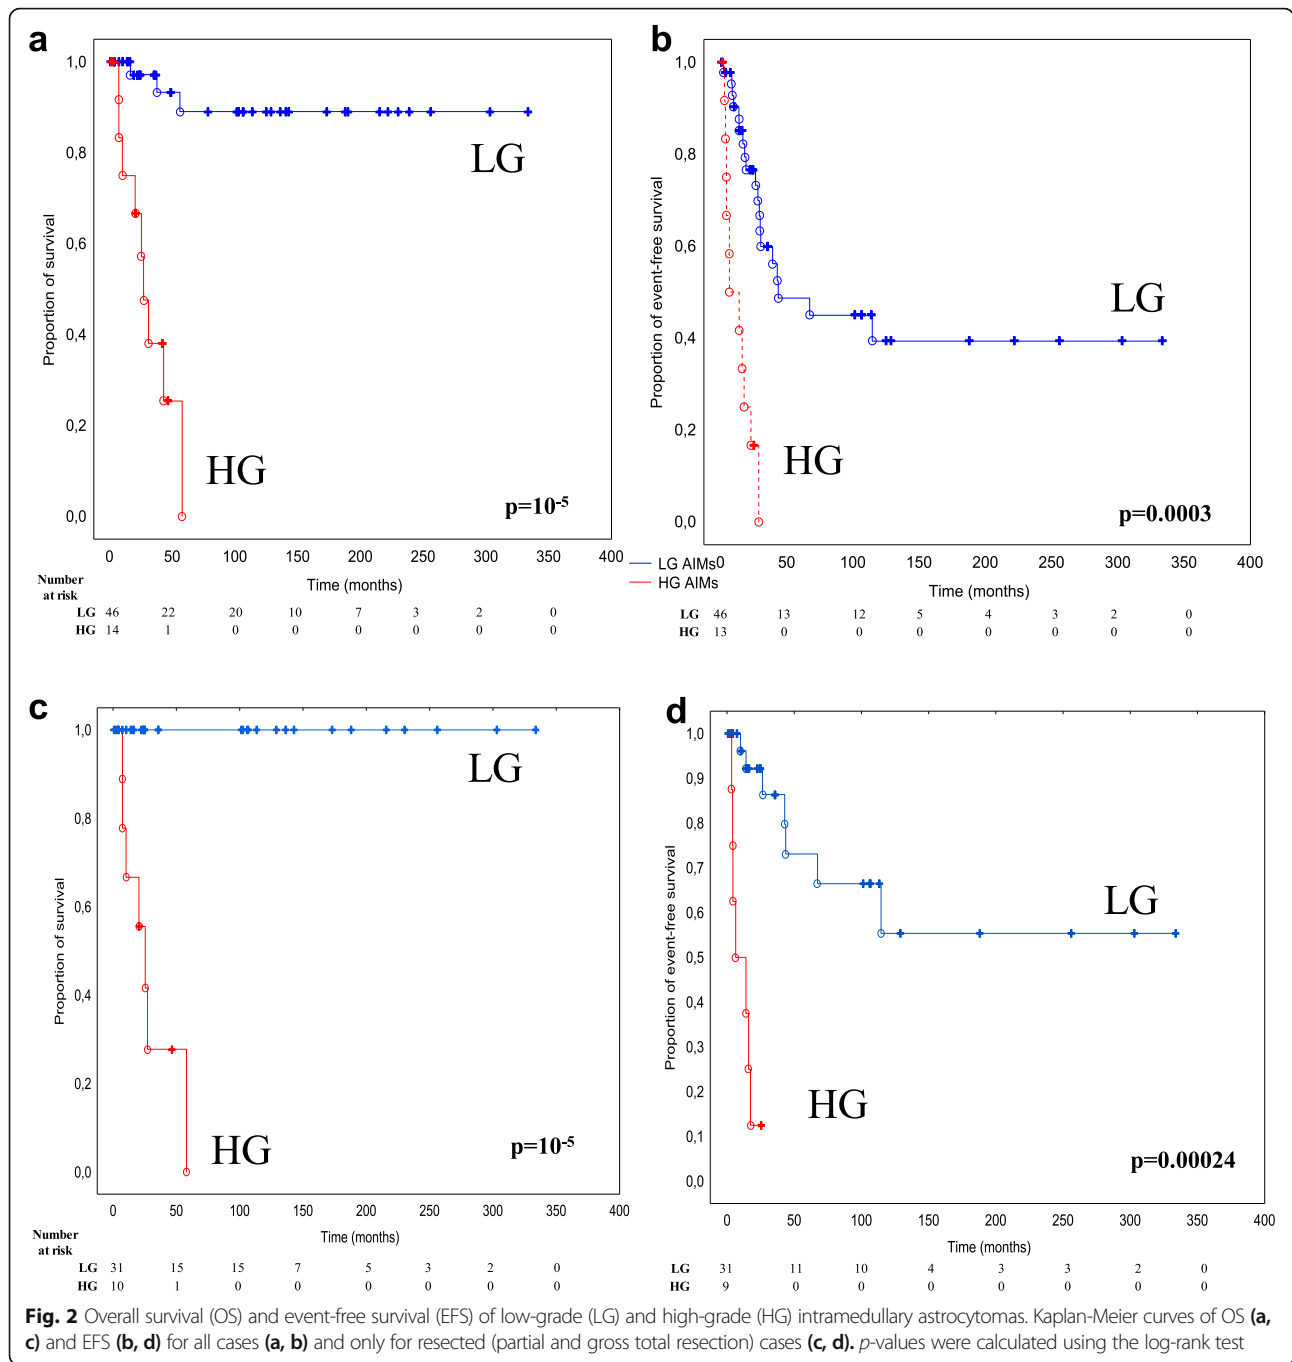 a
1,0
0,8
0,6
0,4
0,2
0,0
Proportion of survival
LG
HG
p=10-5
0 50 100 150 200 250 300 350 400
Time (months)
Number
at risk
LG 46 22 20 10 7 3 2 0
HG 14 1 0 0 0 0 0 0
b
1,0
0,8
0,6
0,4
0,2
0,0
Proportion of event-free survival
LG
HG
p=0.0003
0 50 100 150 200 250 300 350 400
Time (months)
LG AIMs
HG AIMs
LG 46 13 12 5 4 3 2 0
HG 13 0 0 0 0 0 0 0
c
1,0
0,8
0,6
0,4
0,2
0,0
Proportion of survival
LG
HG
p=10-5
0 50 100 150 200 250 300 350 400
Time (months)
Number
at risk
LG 31 15 15 7 5 3 2 0
HG 10 1 0 0 0 0 0 0
d
1,0
0,9
0,8
0,7
0,6
0,5
0,4
0,3
0,2
0,1
0,0
Proportion of event-free survival
LG
HG
p=0.00024
0 50 100 150 200 250 300 350 400
Time (months)
LG 31 11 10 4 3 3 2 0
HG 9 0 0 0 0 0 0 0
Fig. 2 Overall survival (OS) and event-free survival (EFS) of low-grade (LG) and high-grade (HG) intramedullary astrocytomas. Kaplan-Meier curves of OS (a,
c) and EFS (b, d) for all cases (a, b) and only for resected (partial and gross total resection) cases (c, d). p-values were calculated using the log-rank test